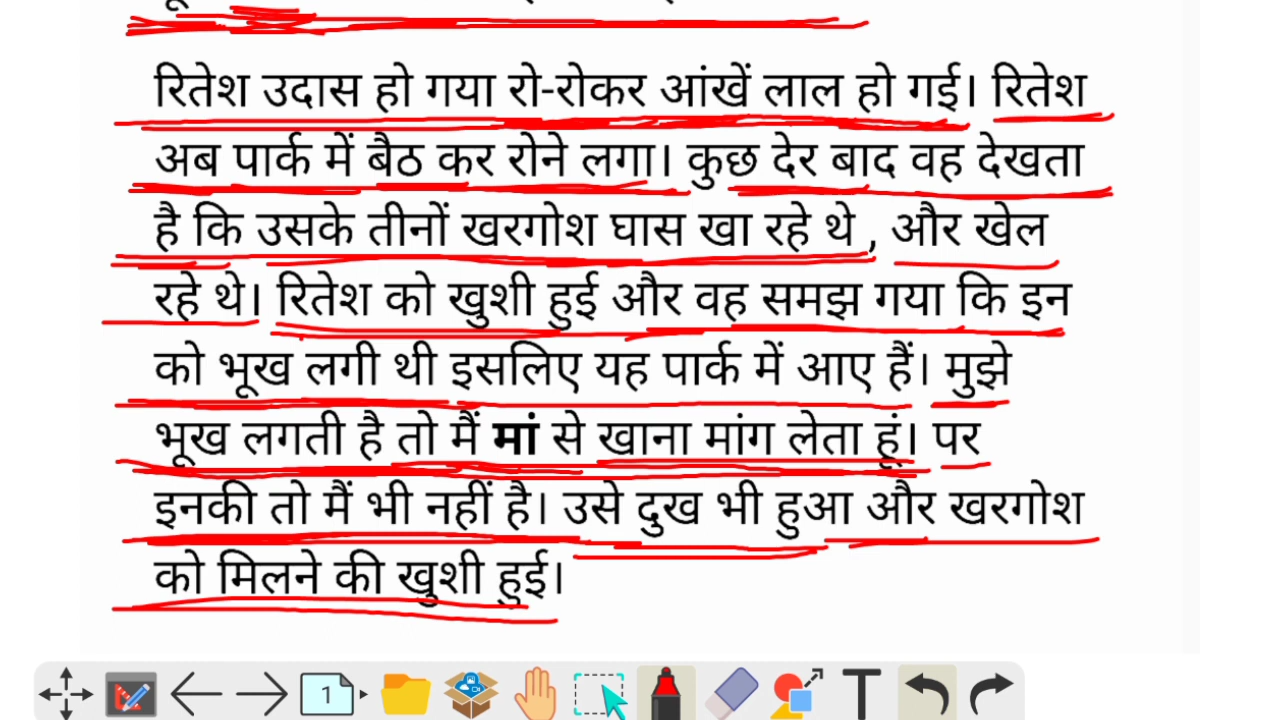 रितेश उदास हो गया रो-रोकर आंखें लाल हो गई। रितेश
अब पार्क में बैठ कर रोने लगा। कुछ देर बाद वह देखता
है कि उसके तीनों खरगोश घास खा रहे थे , और खेल
रहे थे। रितेश को खुशी हुई और वह समझ गया कि इन
को भूख लगी थी इसलिए यह पार्क में आए हैं। मुझे
भूख लगती है तो मैं मां से खाना मांग लेता हूं। पर
इनकी तो मैं भी नहीं है। उसे दुख भी हुआ और खरगोश
को मिलने की खुशी हुई।
1